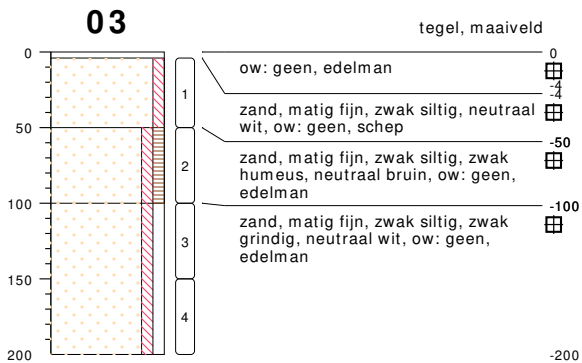 03
tegel, maaiveld
0
50
100
150
200
1
2
3
4
0
ow: geen, edelman
-4
-4
zand, matig fijn, zwak siltig, neutraal
wit, ow: geen, schep
-50
zand, matig fijn, zwak siltig, zwak
humeus, neutraal bruin, ow: geen,
edelman
-100
zand, matig fijn, zwak siltig, zwak
grindig, neutraal wit, ow: geen,
edelman
-200